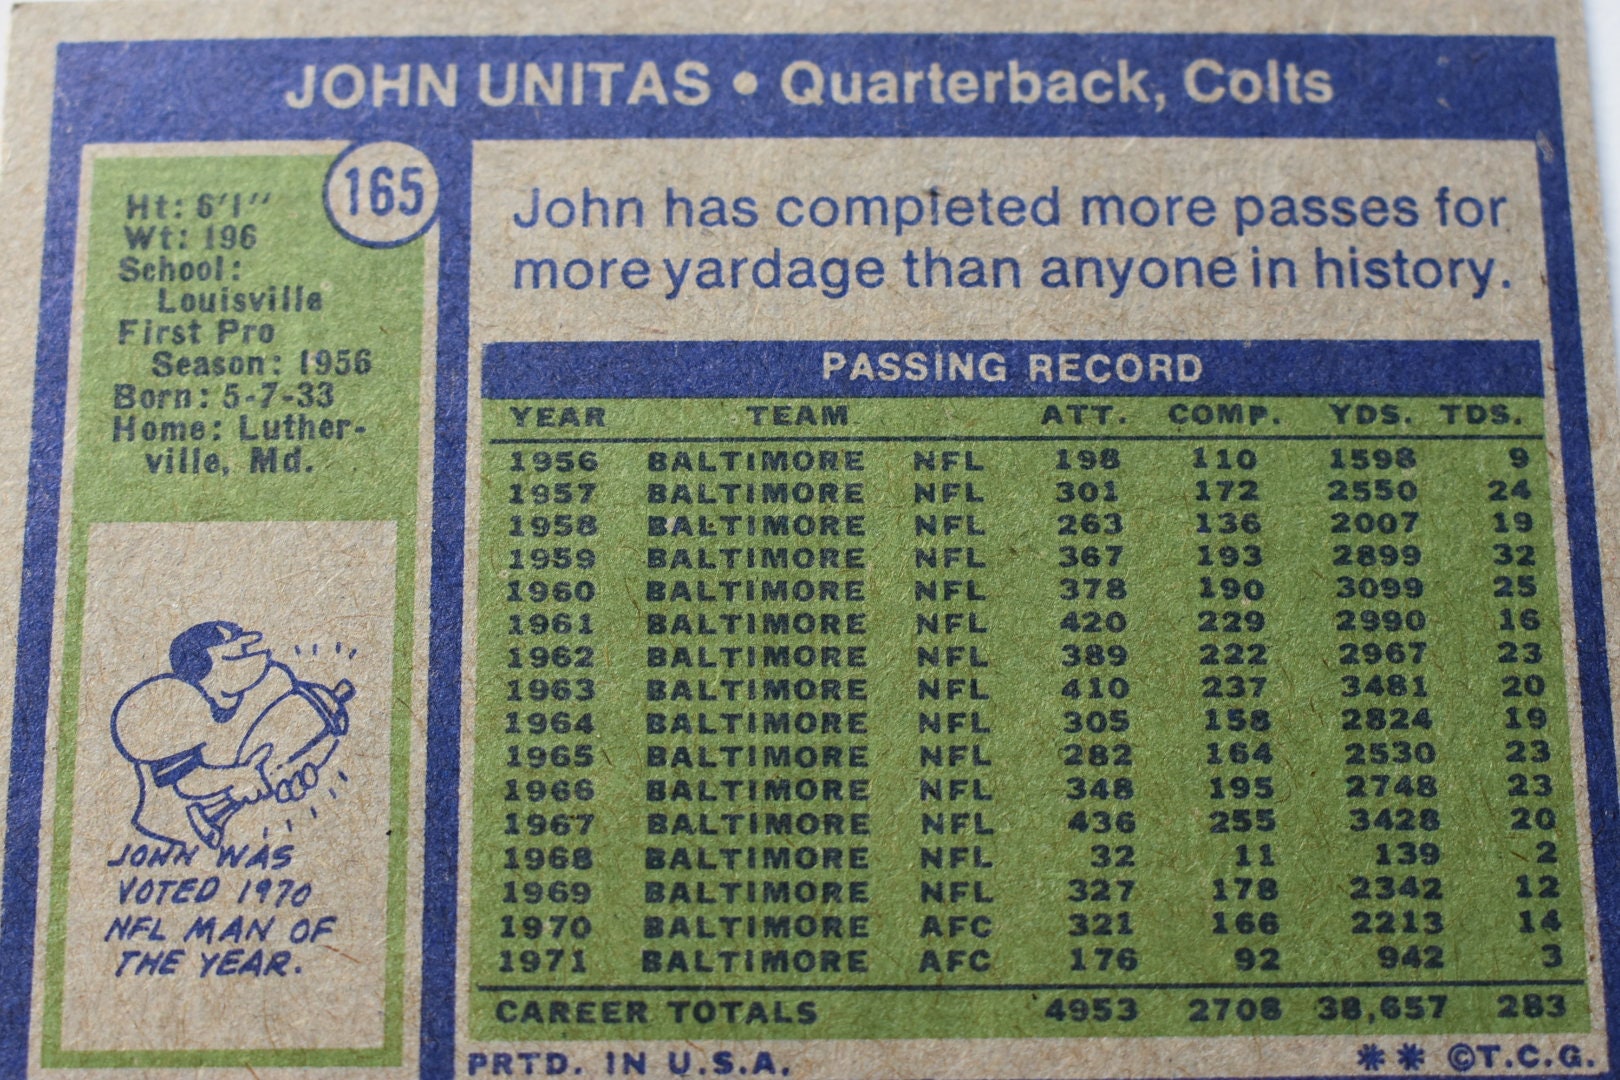 JOHN UNITAS • Quarterback, Colts
165
Ht: 6'1"
Wt: 196
School:
Louisville
First Pro
Season: 1956
Born: 5-7-33
Home: Luther-
ville, Md.
JOHN WAS
VOTED 1970
NFL MAN OF
THE YEAR.
John has completed more passes for
more yardage than anyone in history.
PASSING RECORD
YEAR TEAM ATT. COMP. YDS. TDS.
1956 BALTIMORE NFL 198 110 1598 9
1957 BALTIMORE NFL 301 172 2550 24
1958 BALTIMORE NFL 263 136 2007 19
1959 BALTIMORE NFL 367 193 2899 32
1960 BALTIMORE NFL 378 190 3099 25
1961 BALTIMORE NFL 420 229 2990 16
1962 BALTIMORE NFL 389 222 2967 23
1963 BALTIMORE NFL 410 237 3481 20
1964 BALTIMORE NFL 305 158 2824 19
1965 BALTIMORE NFL 282 164 2530 23
1966 BALTIMORE NFL 348 195 2748 23
1967 BALTIMORE NFL 436 255 3428 20
1968 BALTIMORE NFL 32 11 139 2
1969 BALTIMORE NFL 327 178 2342 12
1970 BALTIMORE AFC 321 166 2213 14
1971 BALTIMORE AFC 176 92 942 3
CAREER TOTALS 4953 2708 38,657 283
PRTD. IN U.S.A. ** ©T.C.G.